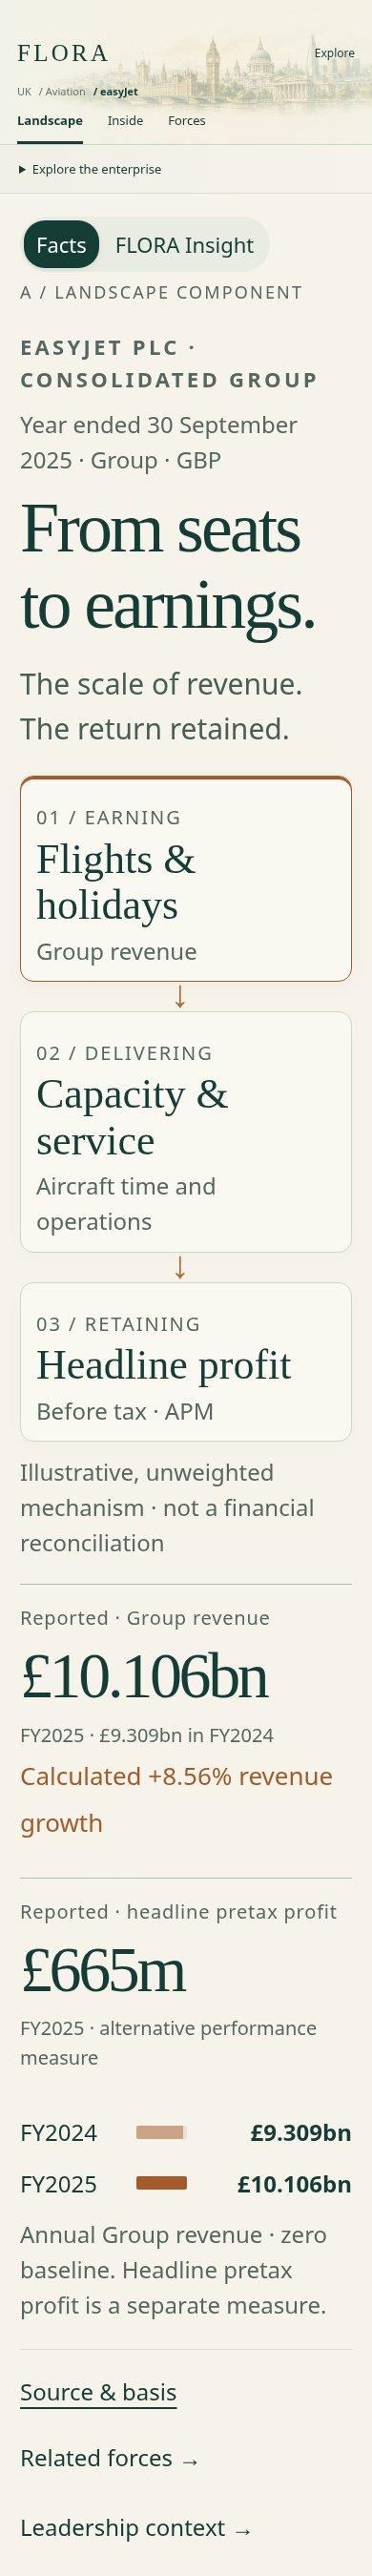 FLORA
Explore
UK / Aviation / easyJet
Landscape Inside Forces
▶ Explore the enterprise
Facts FLORA Insight
A / LANDSCAPE COMPONENT
EASYJET PLC ·
CONSOLIDATED GROUP
Year ended 30 September
2025 · Group · GBP
From seats
to earnings.
The scale of revenue.
The return retained.
01 / EARNING
Flights &
holidays
Group revenue
↓
02 / DELIVERING
Capacity &
service
Aircraft time and
operations
↓
03 / RETAINING
Headline profit
Before tax · APM
Illustrative, unweighted
mechanism · not a financial
reconciliation
Reported · Group revenue
£10.106bn
FY2025 · £9.309bn in FY2024
Calculated +8.56% revenue
growth
Reported · headline pretax profit
£665m
FY2025 · alternative performance
measure
FY2024 £9.309bn
FY2025 £10.106bn
Annual Group revenue · zero
baseline. Headline pretax
profit is a separate measure.
Source & basis
Related forces →
Leadership context →